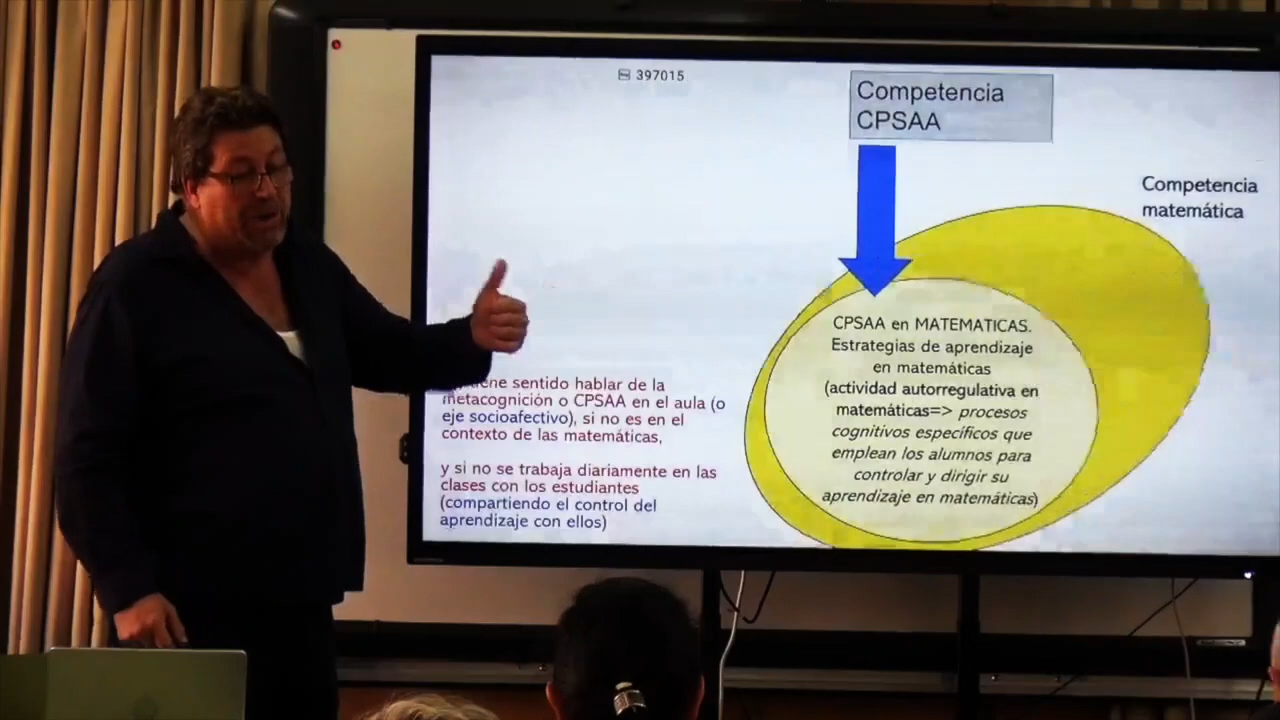 397015
Competencia
CPSAA
Competencia
matemática
CPSAA en MATEMATICAS.
Estrategias de aprendizaje
en matemáticas
(actividad autorregulativa en
matemáticas=> procesos
cognitivos específicos que
emplean los alumnos para
controlar y dirigir su
aprendizaje en matemáticas)
sentido hablar de la
metacognición o CPSAA en el aula (o
eje socioafectivo), si no es en el
contexto de las matemáticas,
y si no se trabaja diariamente en las
clases con los estudiantes
(compartiendo el control del
aprendizaje con ellos)